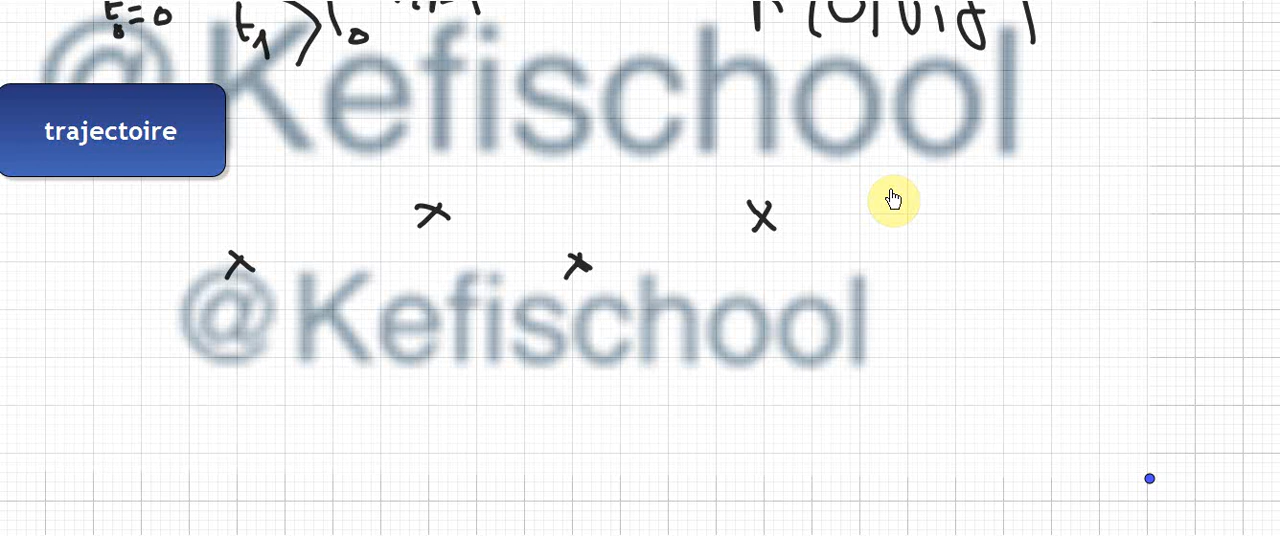 t₀ = 0 t₁ > t₀
@Kefischool
trajectoire
x x
x x
@Kefischool